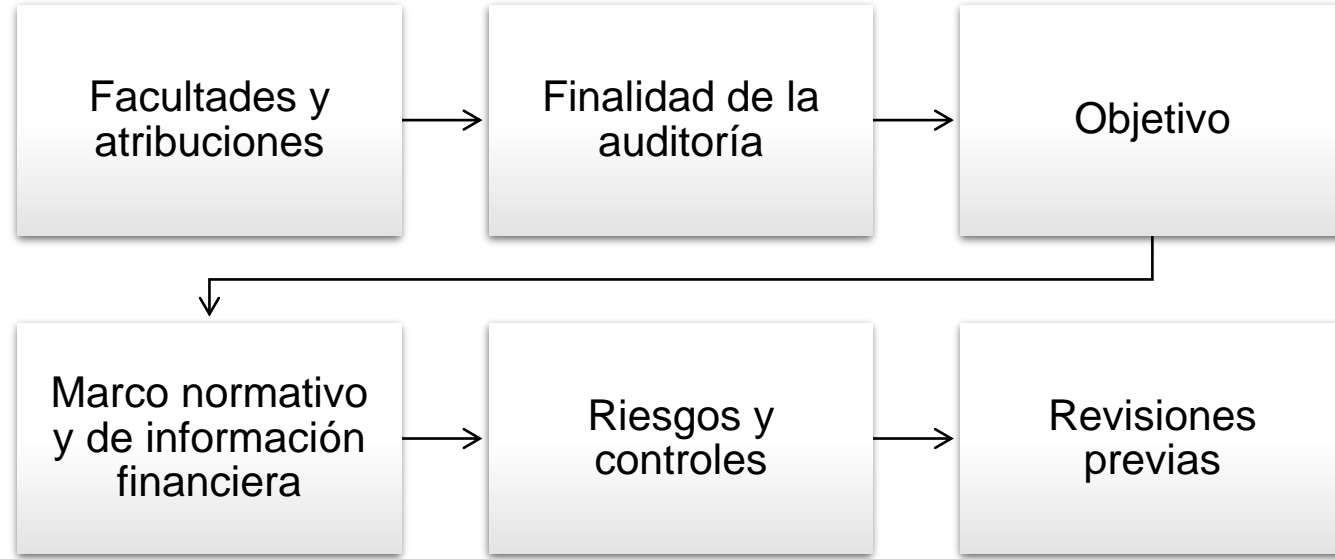 Facultades y
atribuciones
Finalidad de la
auditoría
Objetivo
Marco normativo
y de información
financiera
Riesgos y
controles
Revisiones
previas